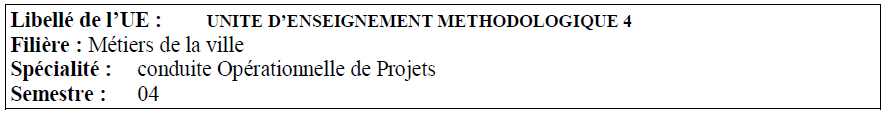 Libellé de l’UE : UNITE D’ENSEIGNEMENT METHODOLOGIQUE 4
Filière : Métiers de la ville
Spécialité : conduite Opérationnelle de Projets
Semestre : 04